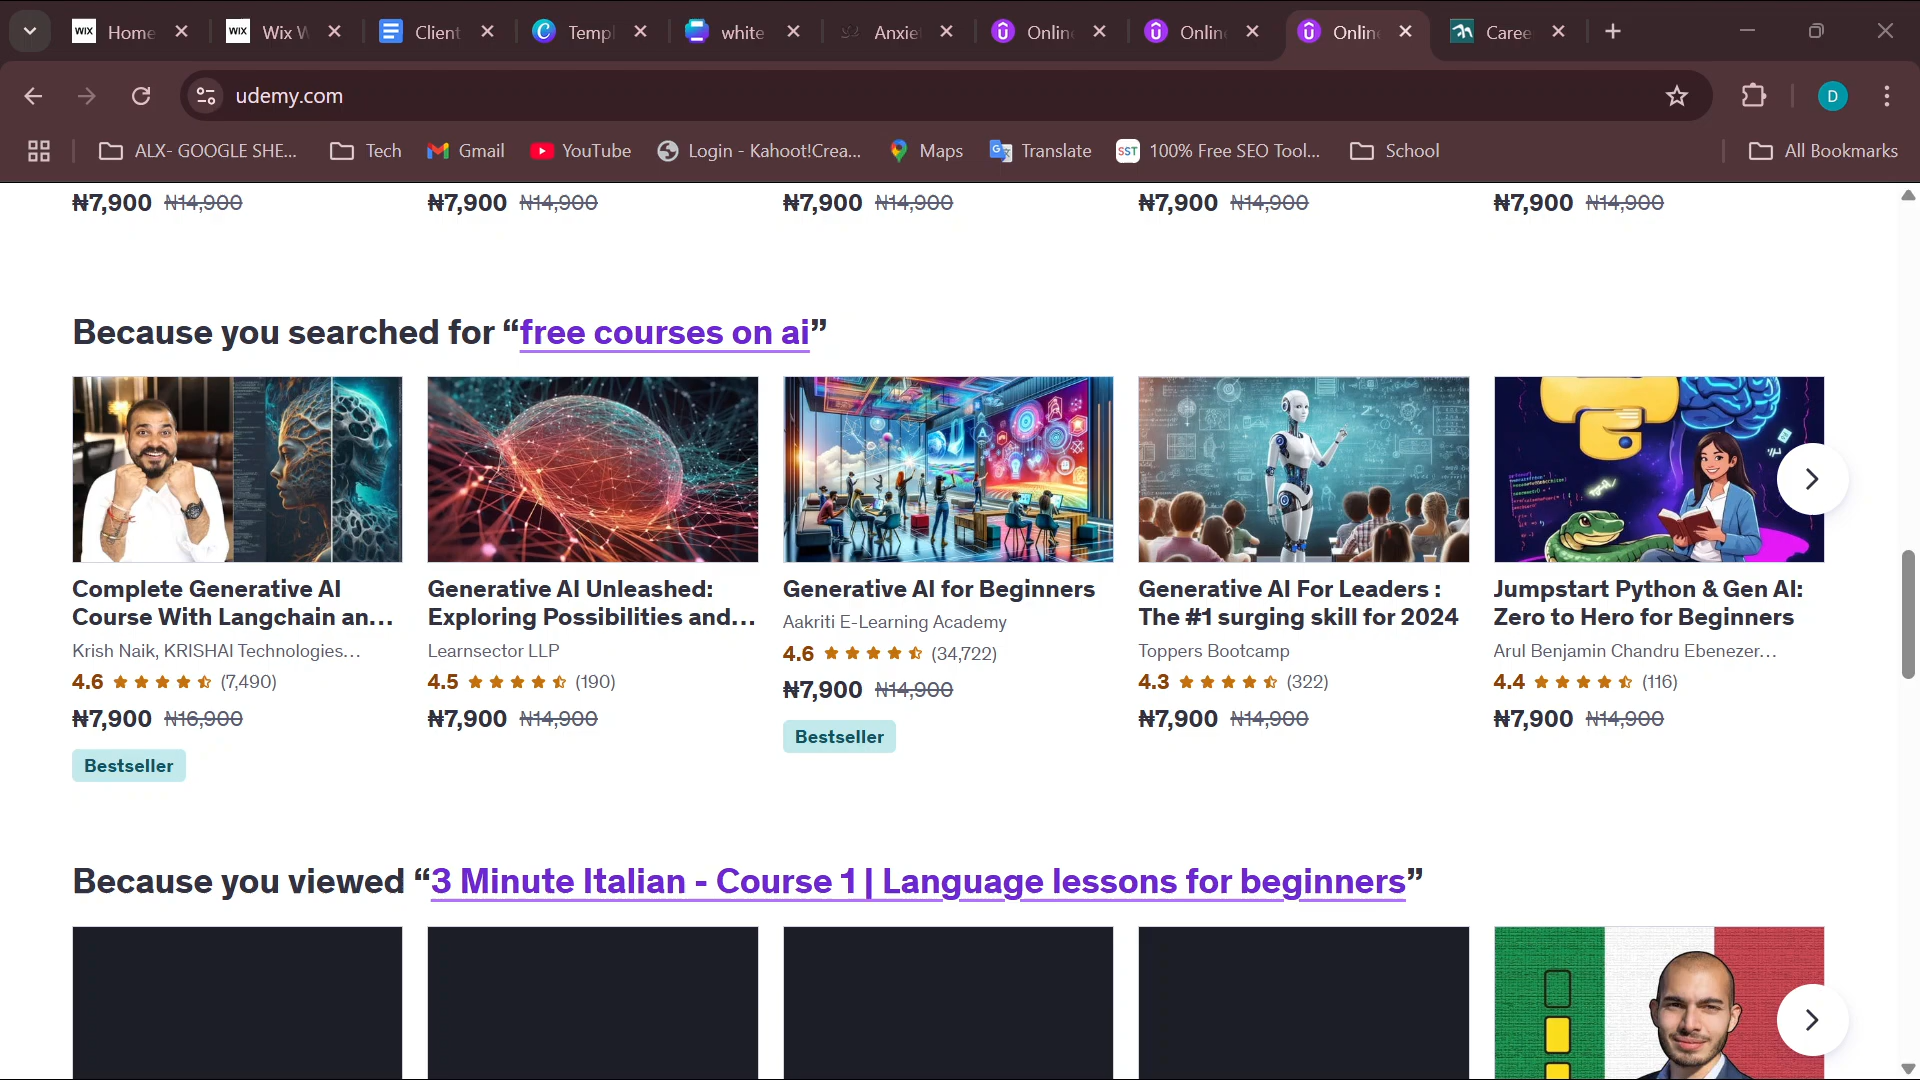 Home
Wix W
Client
Templ
white
Anxie
Onlin
Onlin
Onlin
Caree
udemy.com
D
ALX- GOOGLE SHE...
Tech
Gmail
YouTube
Login - Kahoot!Crea...
Maps
Translate
SST
100% Free SEO Tool...
School
All Bookmarks
₦7,900 ₦14,900
₦7,900 ₦14,900
₦7,900 ₦14,900
₦7,900 ₦14,900
₦7,900 ₦14,900
Because you searched for “free courses on ai”
Complete Generative AI
Course With Langchain an...
Krish Naik, KRISHAI Technologies...
4.6 (7,490)
₦7,900 ₦16,900
Bestseller
Generative AI Unleashed:
Exploring Possibilities and...
Learnsector LLP
4.5 (190)
₦7,900 ₦14,900
Generative AI for Beginners
Aakriti E-Learning Academy
4.6 (34,722)
₦7,900 ₦14,900
Bestseller
Generative AI For Leaders :
The #1 surging skill for 2024
Toppers Bootcamp
4.3 (322)
₦7,900 ₦14,900
Jumpstart Python & Gen AI:
Zero to Hero for Beginners
Arul Benjamin Chandru Ebenezer...
4.4 (116)
₦7,900 ₦14,900
Because you viewed “3 Minute Italian - Course 1 | Language lessons for beginners”